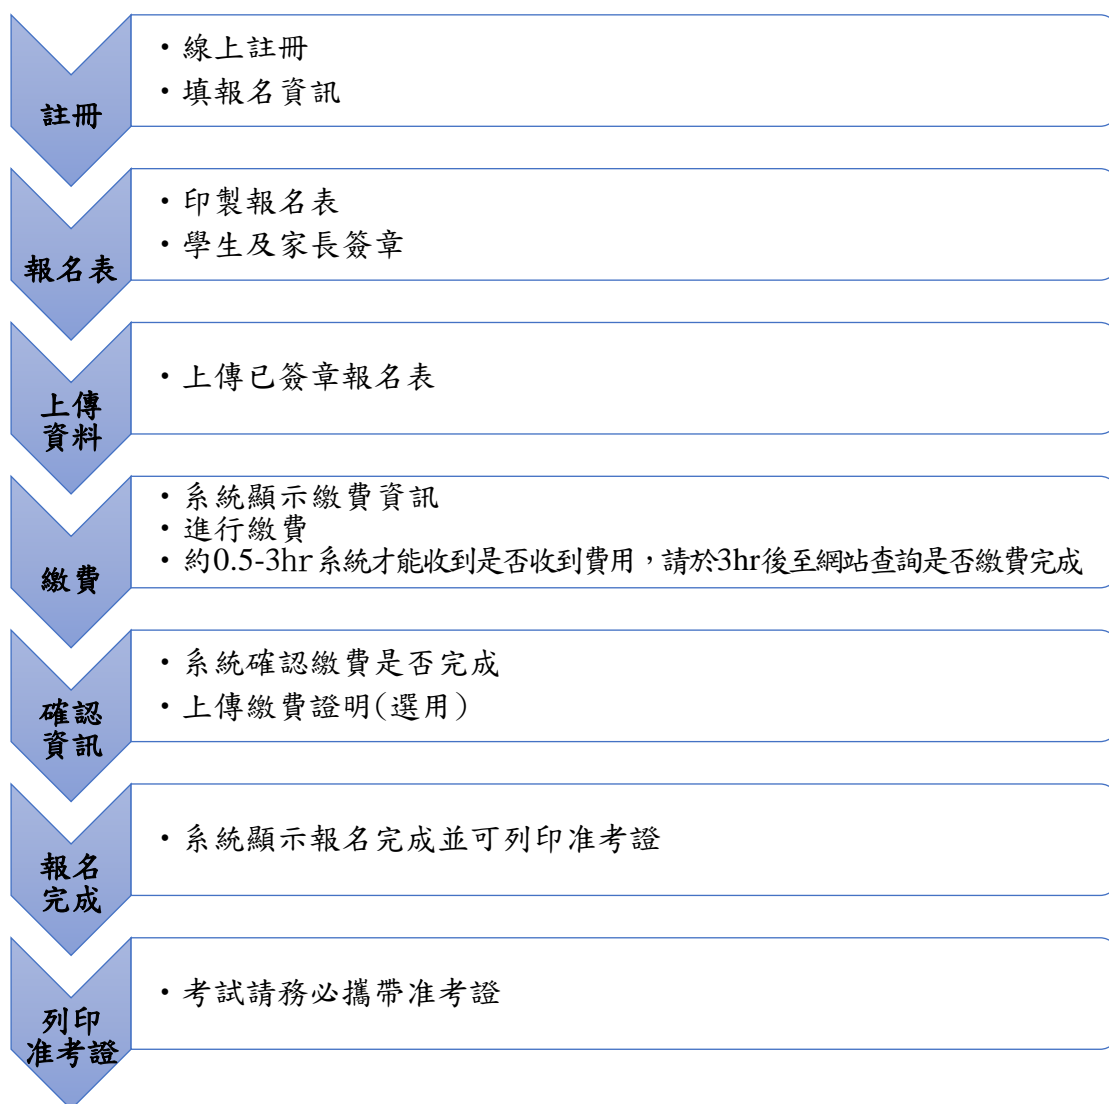 註冊
• 線上註冊
• 填報名資訊
報名表
• 印製報名表
• 學生及家長簽章
上傳
資料
• 上傳已簽章報名表
繳費
• 系統顯示繳費資訊
• 進行繳費
• 約0.5-3hr系統才能收到是否收到費用，請於3hr後至網站查詢是否繳費完成
確認
資訊
• 系統確認繳費是否完成
• 上傳繳費證明(選用)
報名
完成
• 系統顯示報名完成並可列印准考證
列印
准考證
• 考試請務必攜帶准考證